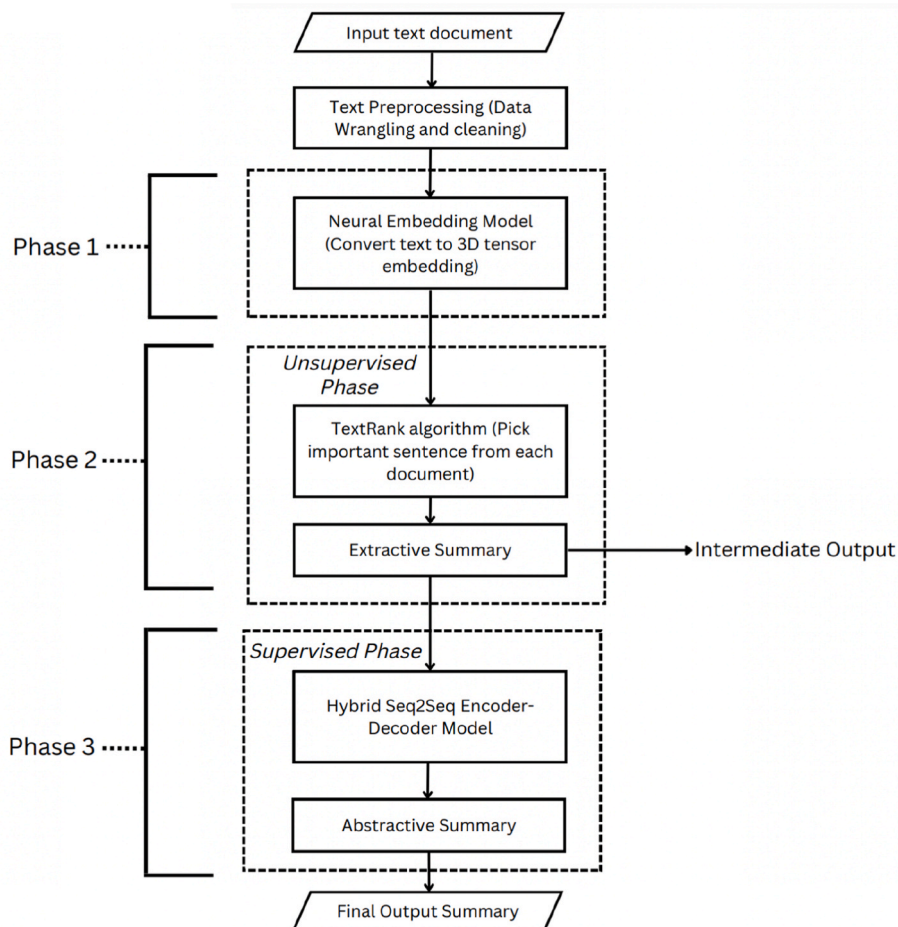 Input text document
Text Preprocessing (Data
Wrangling and cleaning)
Phase 1
Neural Embedding Model
(Convert text to 3D tensor
embedding)
Phase 2
Unsupervised
Phase
TextRank algorithm (Pick
important sentence from each
document)
Extractive Summary
Intermediate Output
Phase 3
Supervised Phase
Hybrid Seq2Seq Encoder-
Decoder Model
Abstractive Summary
Final Output Summary